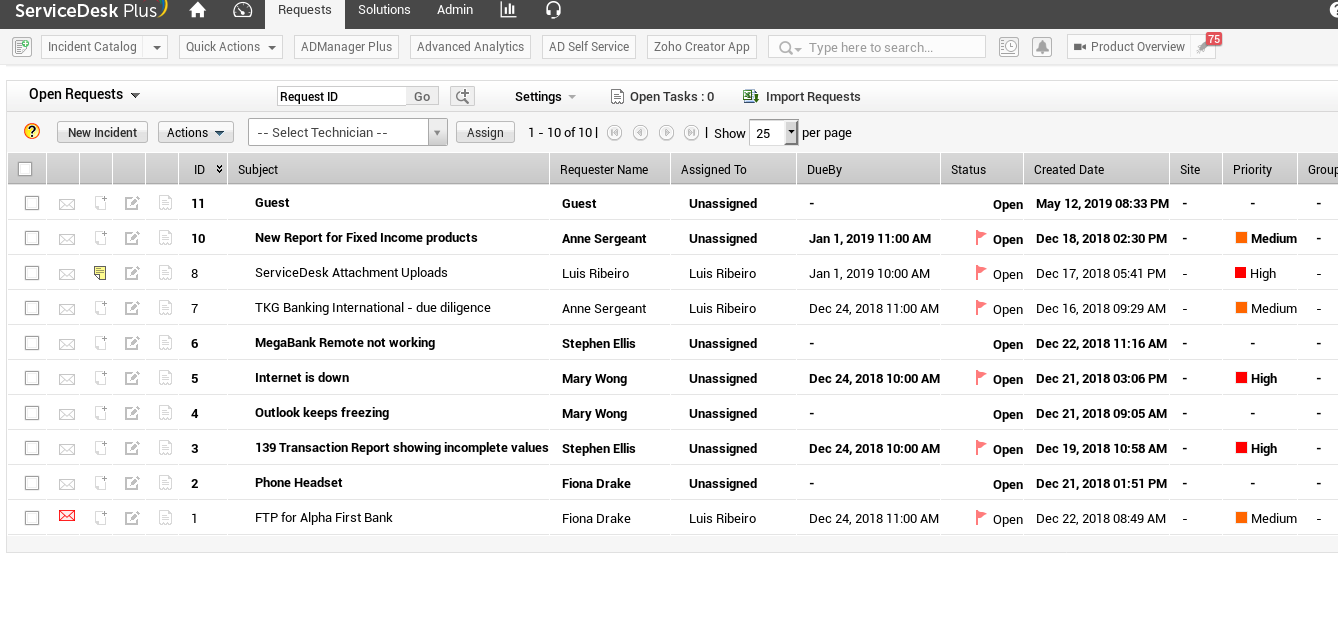 ServiceDesk Plus Requests Solutions Admin
Incident Catalog Quick Actions ADManager Plus Advanced Analytics AD Self Service Zoho Creator App Type here to search... Product Overview 75
Open Requests Request ID Go Settings Open Tasks : 0 Import Requests
? New Incident Actions -- Select Technician -- Assign 1 - 10 of 10 | | Show 25 per page
ID Subject Requester Name Assigned To DueBy Status Created Date Site Priority Group
11 Guest Guest Unassigned - Open May 12, 2019 08:33 PM - - -
10 New Report for Fixed Income products Anne Sergeant Unassigned Jan 1, 2019 11:00 AM Open Dec 18, 2018 02:30 PM - Medium -
8 ServiceDesk Attachment Uploads Luis Ribeiro Luis Ribeiro Jan 1, 2019 10:00 AM Open Dec 17, 2018 05:41 PM - High -
7 TKG Banking International - due diligence Anne Sergeant Luis Ribeiro Dec 24, 2018 11:00 AM Open Dec 16, 2018 09:29 AM - Medium -
6 MegaBank Remote not working Stephen Ellis Unassigned - Open Dec 22, 2018 11:16 AM - - -
5 Internet is down Mary Wong Unassigned Dec 24, 2018 10:00 AM Open Dec 21, 2018 03:06 PM - High -
4 Outlook keeps freezing Mary Wong Unassigned - Open Dec 21, 2018 09:05 AM - - -
3 139 Transaction Report showing incomplete values Stephen Ellis Unassigned Dec 24, 2018 10:00 AM Open Dec 19, 2018 10:58 AM - High -
2 Phone Headset Fiona Drake Unassigned - Open Dec 21, 2018 01:51 PM - - -
1 FTP for Alpha First Bank Fiona Drake Luis Ribeiro Dec 24, 2018 11:00 AM Open Dec 22, 2018 08:49 AM - Medium -